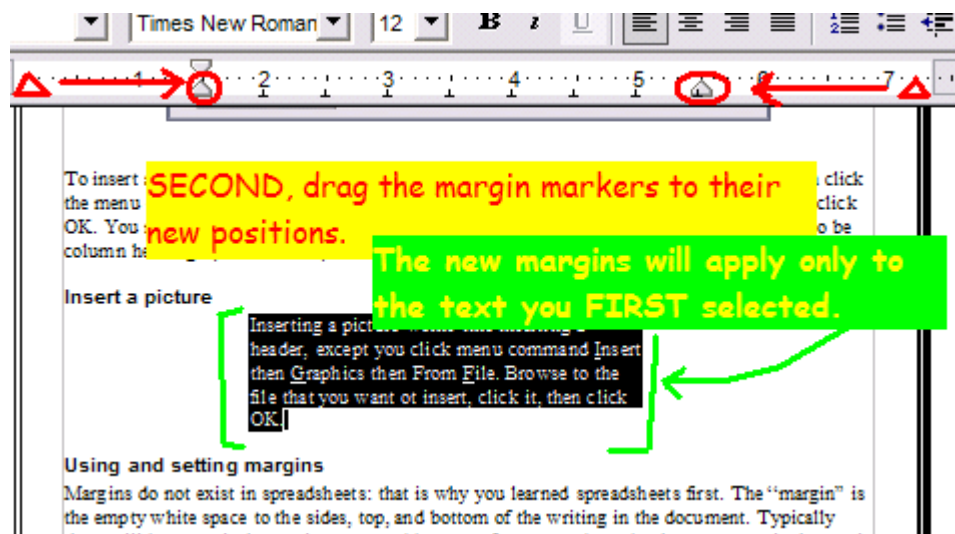 Times New Roman 12 B i U
1 2 3 4 5 6 7
To insert click
the menu click
OK. You o be
column he
SECOND, drag the margin markers to their
new positions.
The new margins will apply only to
the text you FIRST selected.
Insert a picture
Inserting a pict
header, except you click menu command Insert
then Graphics then From File. Browse to the
file that you want ot insert, click it, then click
OK.
Using and setting margins
Margins do not exist in spreadsheets: that is why you learned spreadsheets first. The “margin” is
the empty white space to the sides, top, and bottom of the writing in the document. Typically